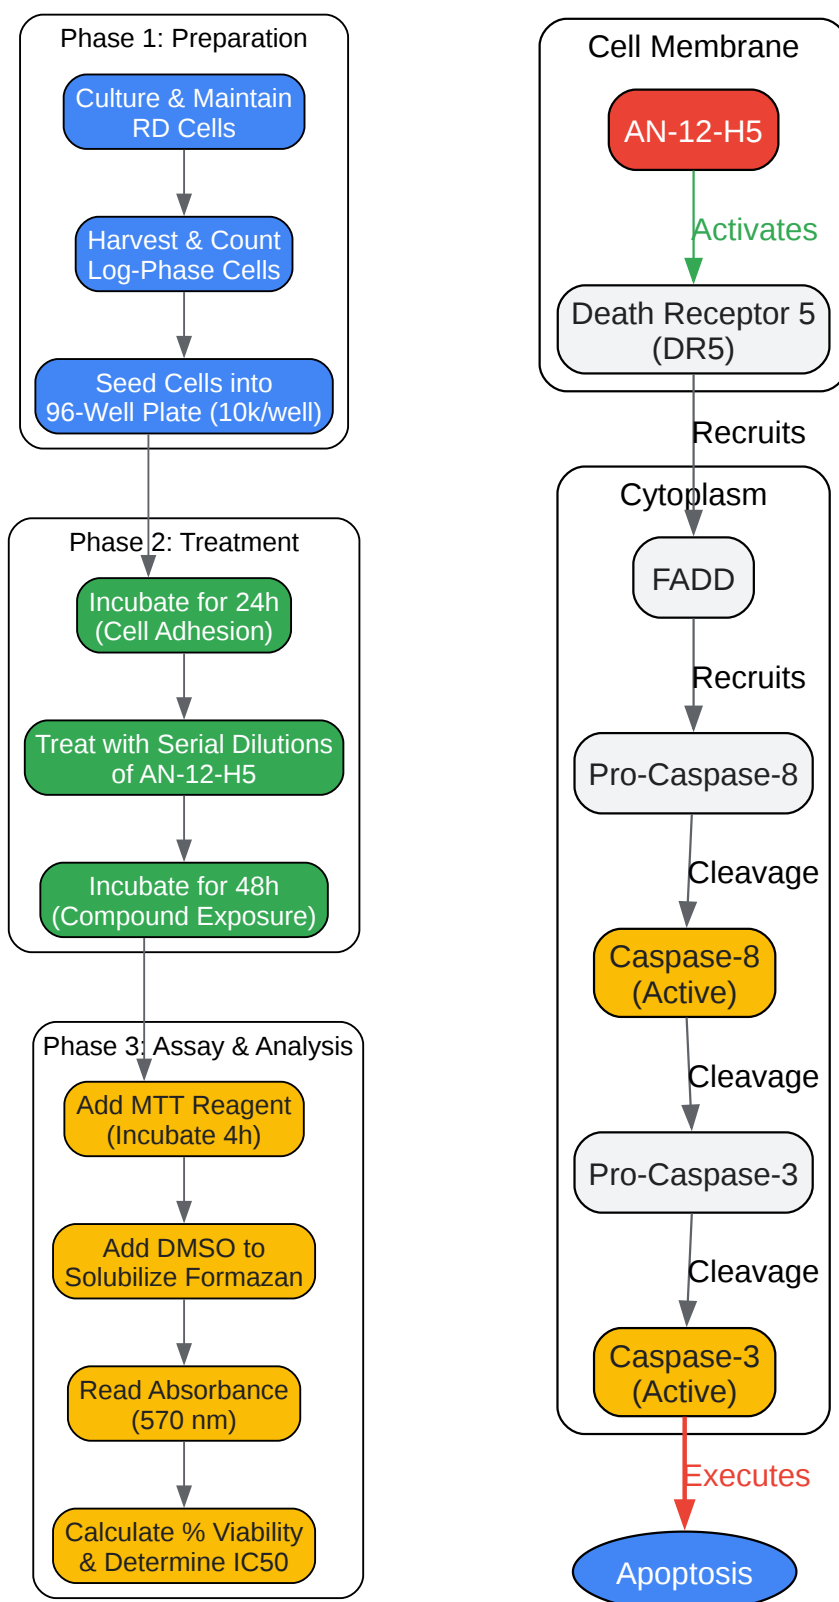 Phase 1: Preparation
Culture & Maintain
RD Cells
Harvest & Count
Log-Phase Cells
Seed Cells into
96-Well Plate (10k/well)
Phase 2: Treatment
Incubate for 24h
(Cell Adhesion)
Treat with Serial Dilutions
of AN-12-H5
Incubate for 48h
(Compound Exposure)
Phase 3: Assay & Analysis
Add MTT Reagent
(Incubate 4h)
Add DMSO to
Solubilize Formazan
Read Absorbance
(570 nm)
Calculate % Viability
& Determine IC50
Cell Membrane
AN-12-H5
Activates
Death Receptor 5
(DR5)
Recruits
Cytoplasm
FADD
Recruits
Pro-Caspase-8
Cleavage
Caspase-8
(Active)
Cleavage
Pro-Caspase-3
Cleavage
Caspase-3
(Active)
Executes
Apoptosis